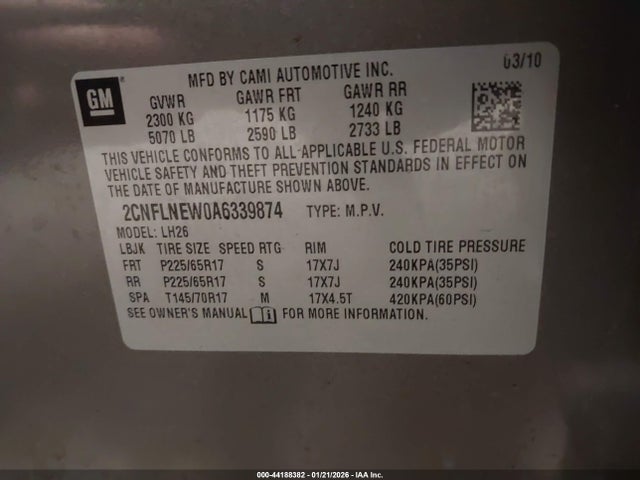 GM
MFD BY CAMI AUTOMOTIVE INC. 03/10
GVWR GAWR FRT GAWR RR
2300 KG 1175 KG 1240 KG
5070 LB 2590 LB 2733 LB
THIS VEHICLE CONFORMS TO ALL APPLICABLE U.S. FEDERAL MOTOR
VEHICLE SAFETY AND THEFT PREVENTION STANDARDS IN EFFECT ON
THE DATE OF MANUFACTURE SHOWN ABOVE.
2CNFLNEW0A6339874 TYPE: M.P.V.
MODEL: LH26
LBJK TIRE SIZE SPEED RTG RIM COLD TIRE PRESSURE
FRT P225/65R17 S 17X7J 240KPA(35PSI)
RR P225/65R17 S 17X7J 240KPA(35PSI)
SPA T145/70R17 M 17X4.5T 420KPA(60PSI)
SEE OWNER'S MANUAL FOR MORE INFORMATION.
000-44188382 | 01/21/2026 | IAA Inc.